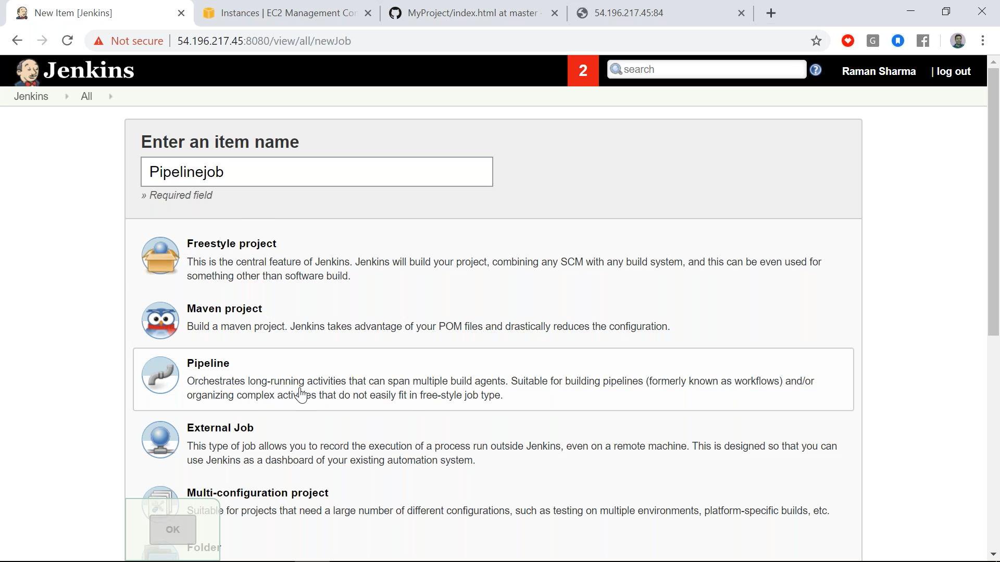 New Item [Jenkins]
Instances | EC2 Management Con
MyProject/index.html at master ·
54.196.217.45:84
Not secure
54.196.217.45:8080/view/all/newJob
G
Jenkins
2
search
?
Raman Sharma
| log out
Jenkins
All
Enter an item name
Pipelinejob
» Required field
Freestyle project
This is the central feature of Jenkins. Jenkins will build your project, combining any SCM with any build system, and this can be even used for
something other than software build.
Maven project
Build a maven project. Jenkins takes advantage of your POM files and drastically reduces the configuration.
Pipeline
Orchestrates long-running activities that can span multiple build agents. Suitable for building pipelines (formerly known as workflows) and/or
organizing complex activities that do not easily fit in free-style job type.
External Job
This type of job allows you to record the execution of a process run outside Jenkins, even on a remote machine. This is designed so that you can
use Jenkins as a dashboard of your existing automation system.
Multi-configuration project
Suitable for projects that need a large number of different configurations, such as testing on multiple environments, platform-specific builds, etc.
OK
Folder